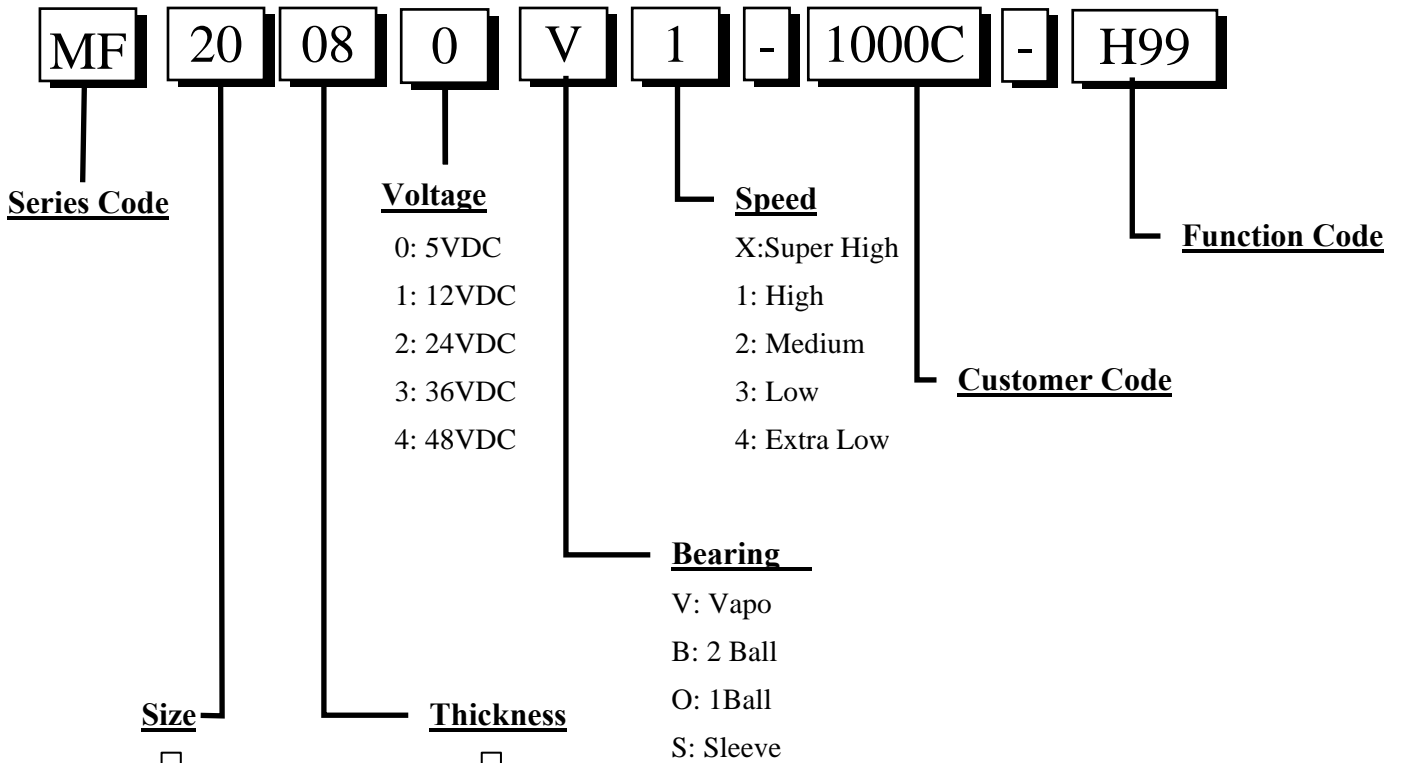 MF 20 08 0 V 1 - 1000C - H99
Series Code
Voltage
0: 5VDC
1: 12VDC
2: 24VDC
3: 36VDC
4: 48VDC
Speed
X:Super High
1: High
2: Medium
3: Low
4: Extra Low
Function Code
Customer Code
Bearing
V: Vapo
B: 2 Ball
O: 1Ball
S: Sleeve
Size
Thickness